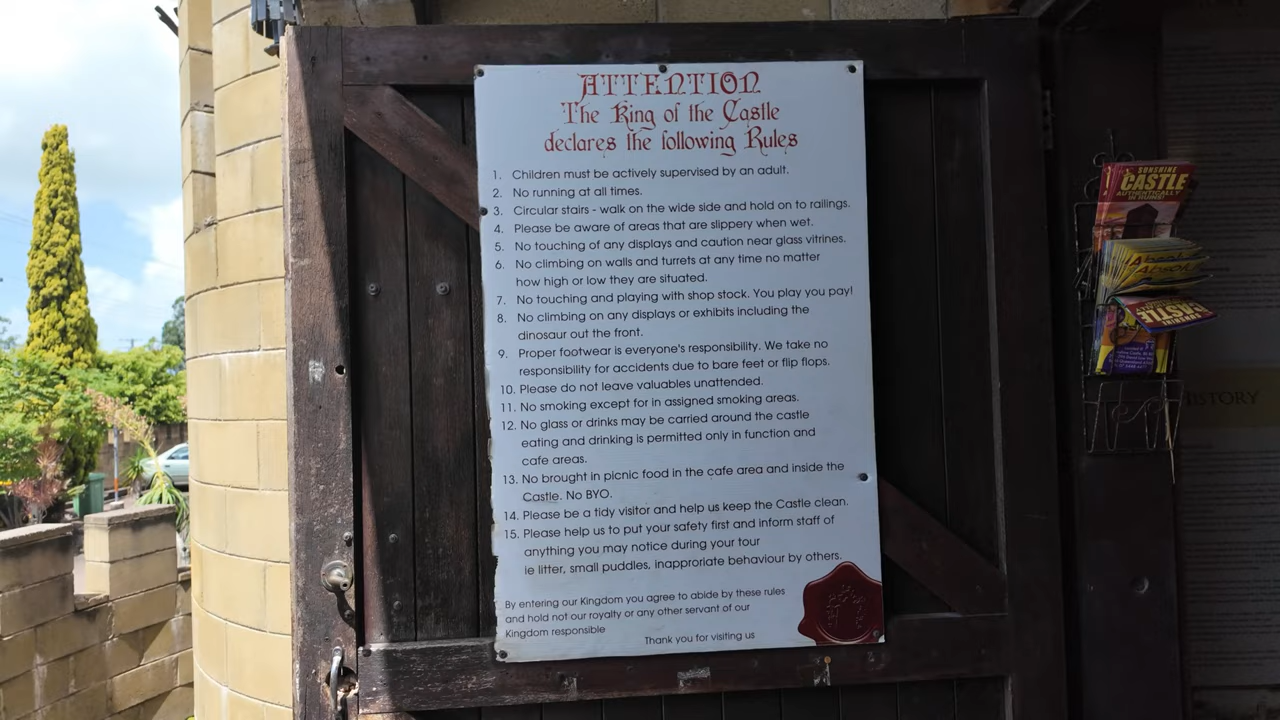 ATTENTION
The King of the Castle
declares the following Rules
1. Children must be actively supervised by an adult.
2. No running at all times.
3. Circular stairs - walk on the wide side and hold on to railings.
4. Please be aware of areas that are slippery when wet.
5. No touching of any displays and caution near glass vitrines.
6. No climbing on walls and turrets at any time no matter
how high or low they are situated.
7. No touching and playing with shop stock. You play you pay!
8. No climbing on any displays or exhibits including the
dinosaur out the front.
9. Proper footwear is everyone's responsibility. We take no
responsibility for accidents due to bare feet or flip flops.
10. Please do not leave valuables unattended.
11. No smoking except for in assigned smoking areas.
12. No glass or drinks may be carried around the castle
eating and drinking is permitted only in function and
cafe areas.
13. No brought in picnic food in the cafe area and inside the
Castle. No BYO.
14. Please be a tidy visitor and help us keep the Castle clean.
15. Please help us to put your safety first and inform staff of
anything you may notice during your tour
ie litter, small puddles, inapproriate behaviour by others.
By entering our Kingdom you agree to abide by these rules
and hold not our royalty or any other servant of our
Kingdom responsible
Thank you for visiting us
SUNSHINE
CASTLE
AUTHENTICALLY
IN RUINS!
HISTORY